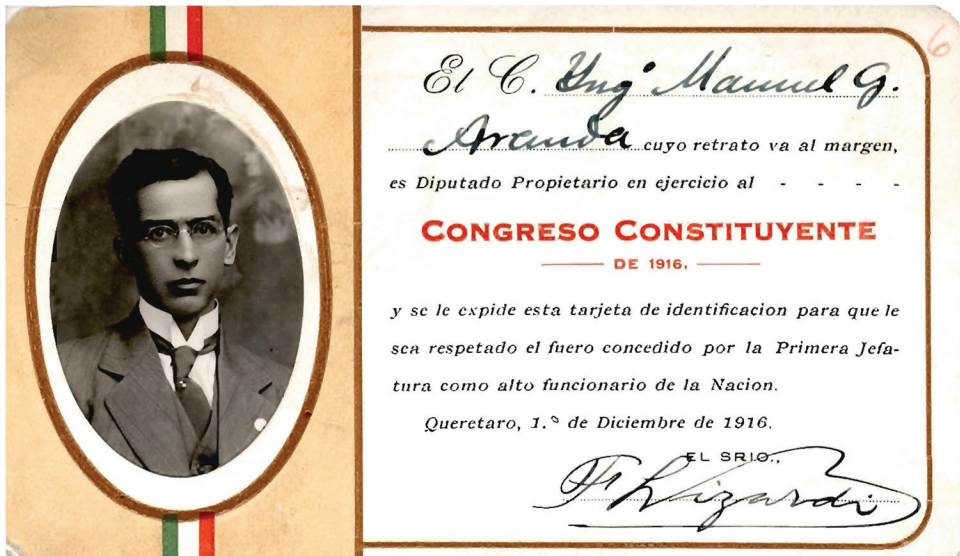 6
El C. Yng° Manuel G.
Aranda cuyo retrato va al margen,
es Diputado Propietario en ejercicio al - - - -
CONGRESO CONSTITUYENTE
DE 1916,
y se le expide esta tarjeta de identificacion para que le
sea respetado el fuero concedido por la Primera Jefa-
tura como alto funcionario de la Nacion.
Queretaro, 1.° de Diciembre de 1916.
EL SRIO.,
F Lizardi